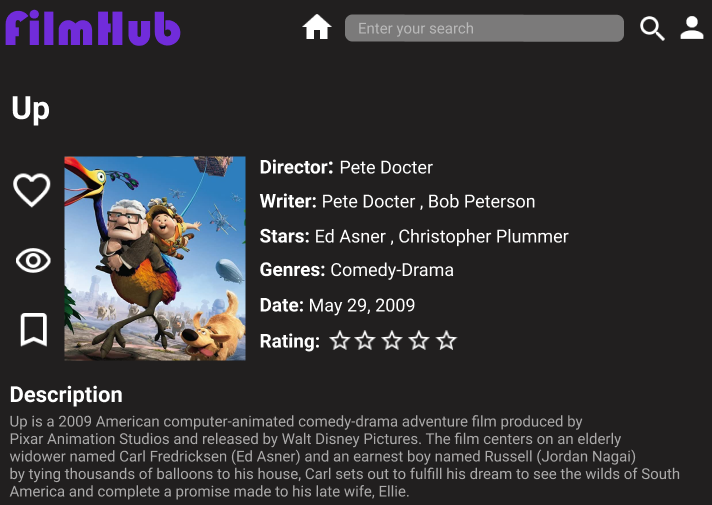 FilmHub
Enter your search
Up
Director: Pete Docter
Writer: Pete Docter , Bob Peterson
Stars: Ed Asner , Christopher Plummer
Genres: Comedy-Drama
Date: May 29, 2009
Rating:
Description
Up is a 2009 American computer-animated comedy-drama adventure film produced by
Pixar Animation Studios and released by Walt Disney Pictures. The film centers on an elderly
widower named Carl Fredricksen (Ed Asner) and an earnest boy named Russell (Jordan Nagai)
by tying thousands of balloons to his house, Carl sets out to fulfill his dream to see the wilds of South
America and complete a promise made to his late wife, Ellie.